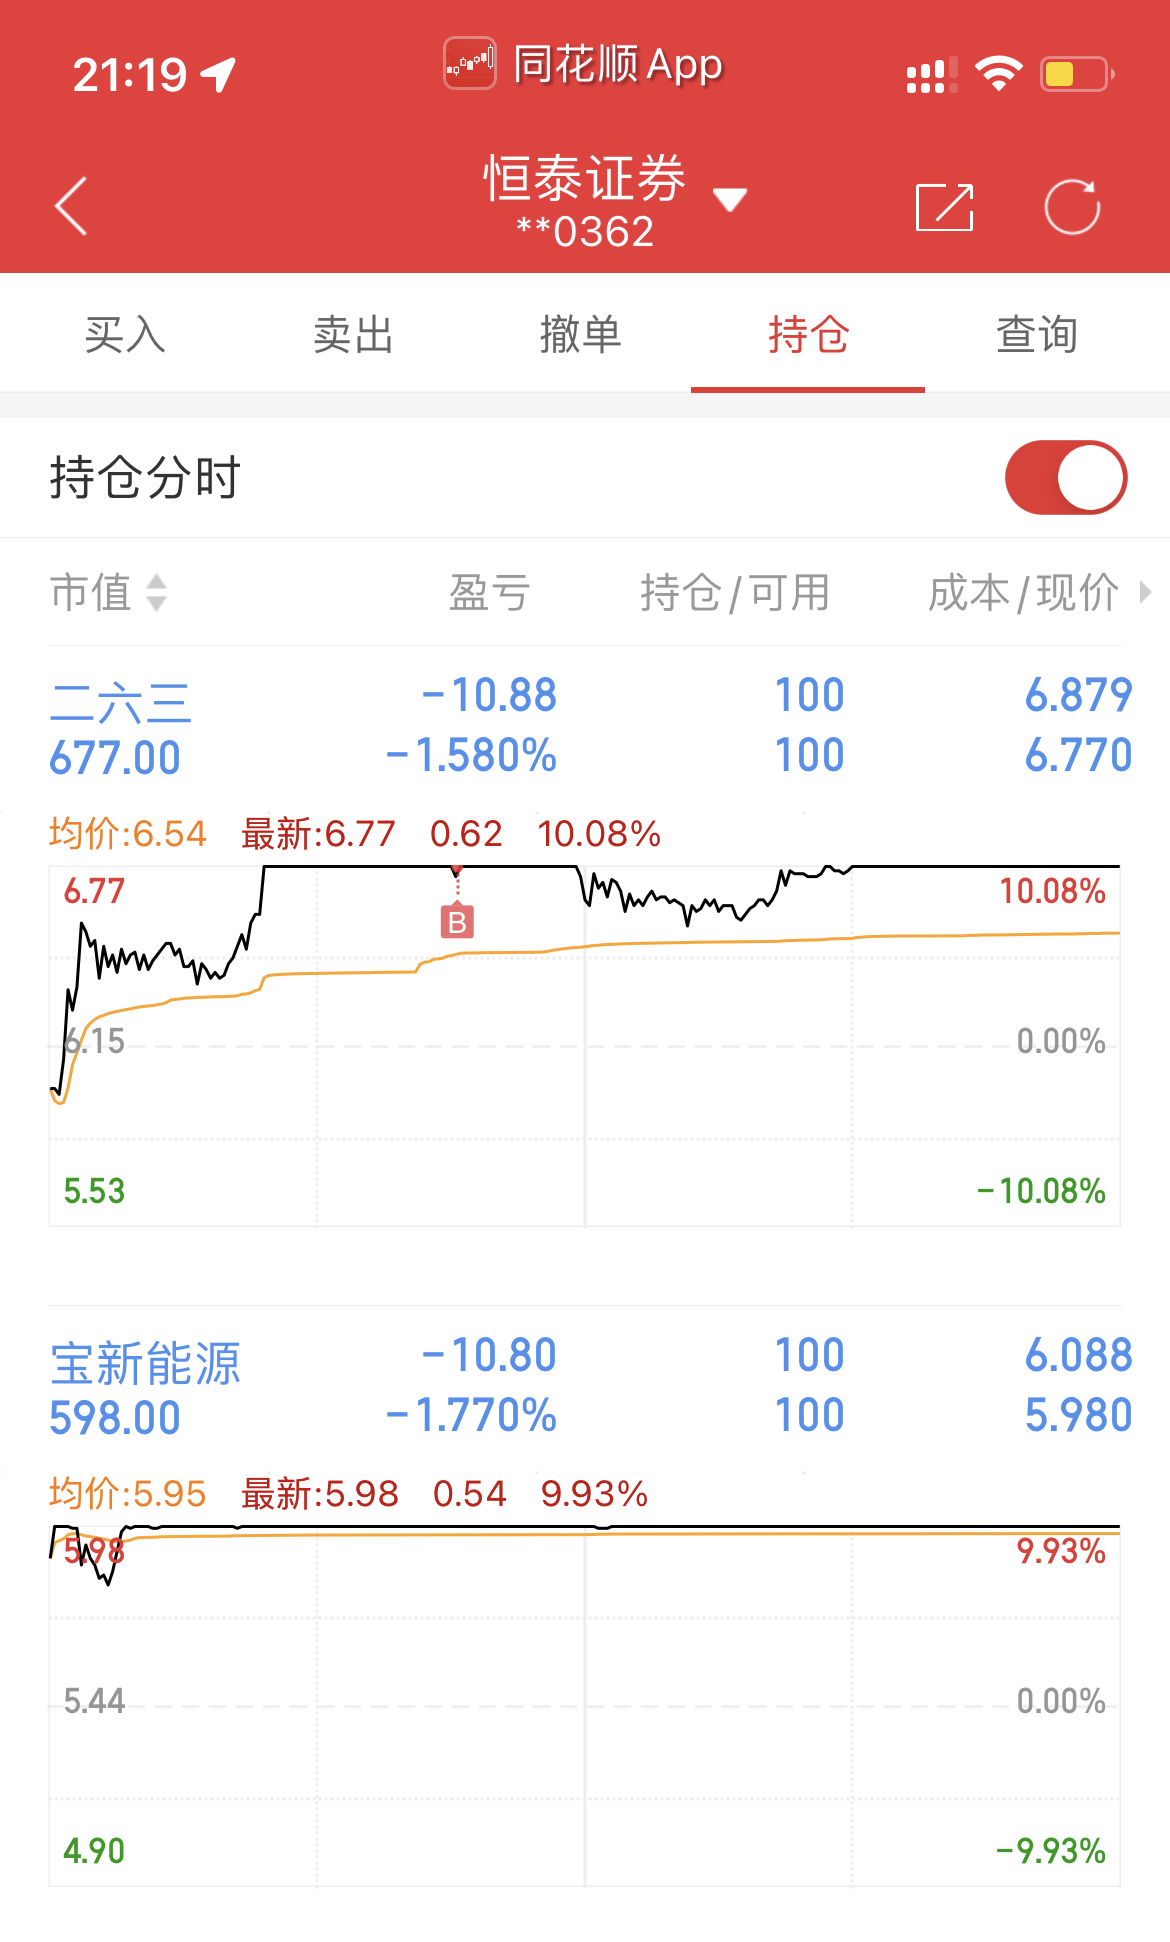 21:19
同花顺 App
恒泰证券
**0362
买入 卖出 撤单 持仓 查询
持仓分时
市值 盈亏 持仓/可用 成本/现价
二六三 -10.88 100 6.879
677.00 -1.580% 100 6.770
均价:6.54 最新:6.77 0.62 10.08%
6.77 10.08%
B
6.15 0.00%
5.53 -10.08%
宝新能源 -10.80 100 6.088
598.00 -1.770% 100 5.980
均价:5.95 最新:5.98 0.54 9.93%
5.98 9.93%
5.44 0.00%
4.90 -9.93%